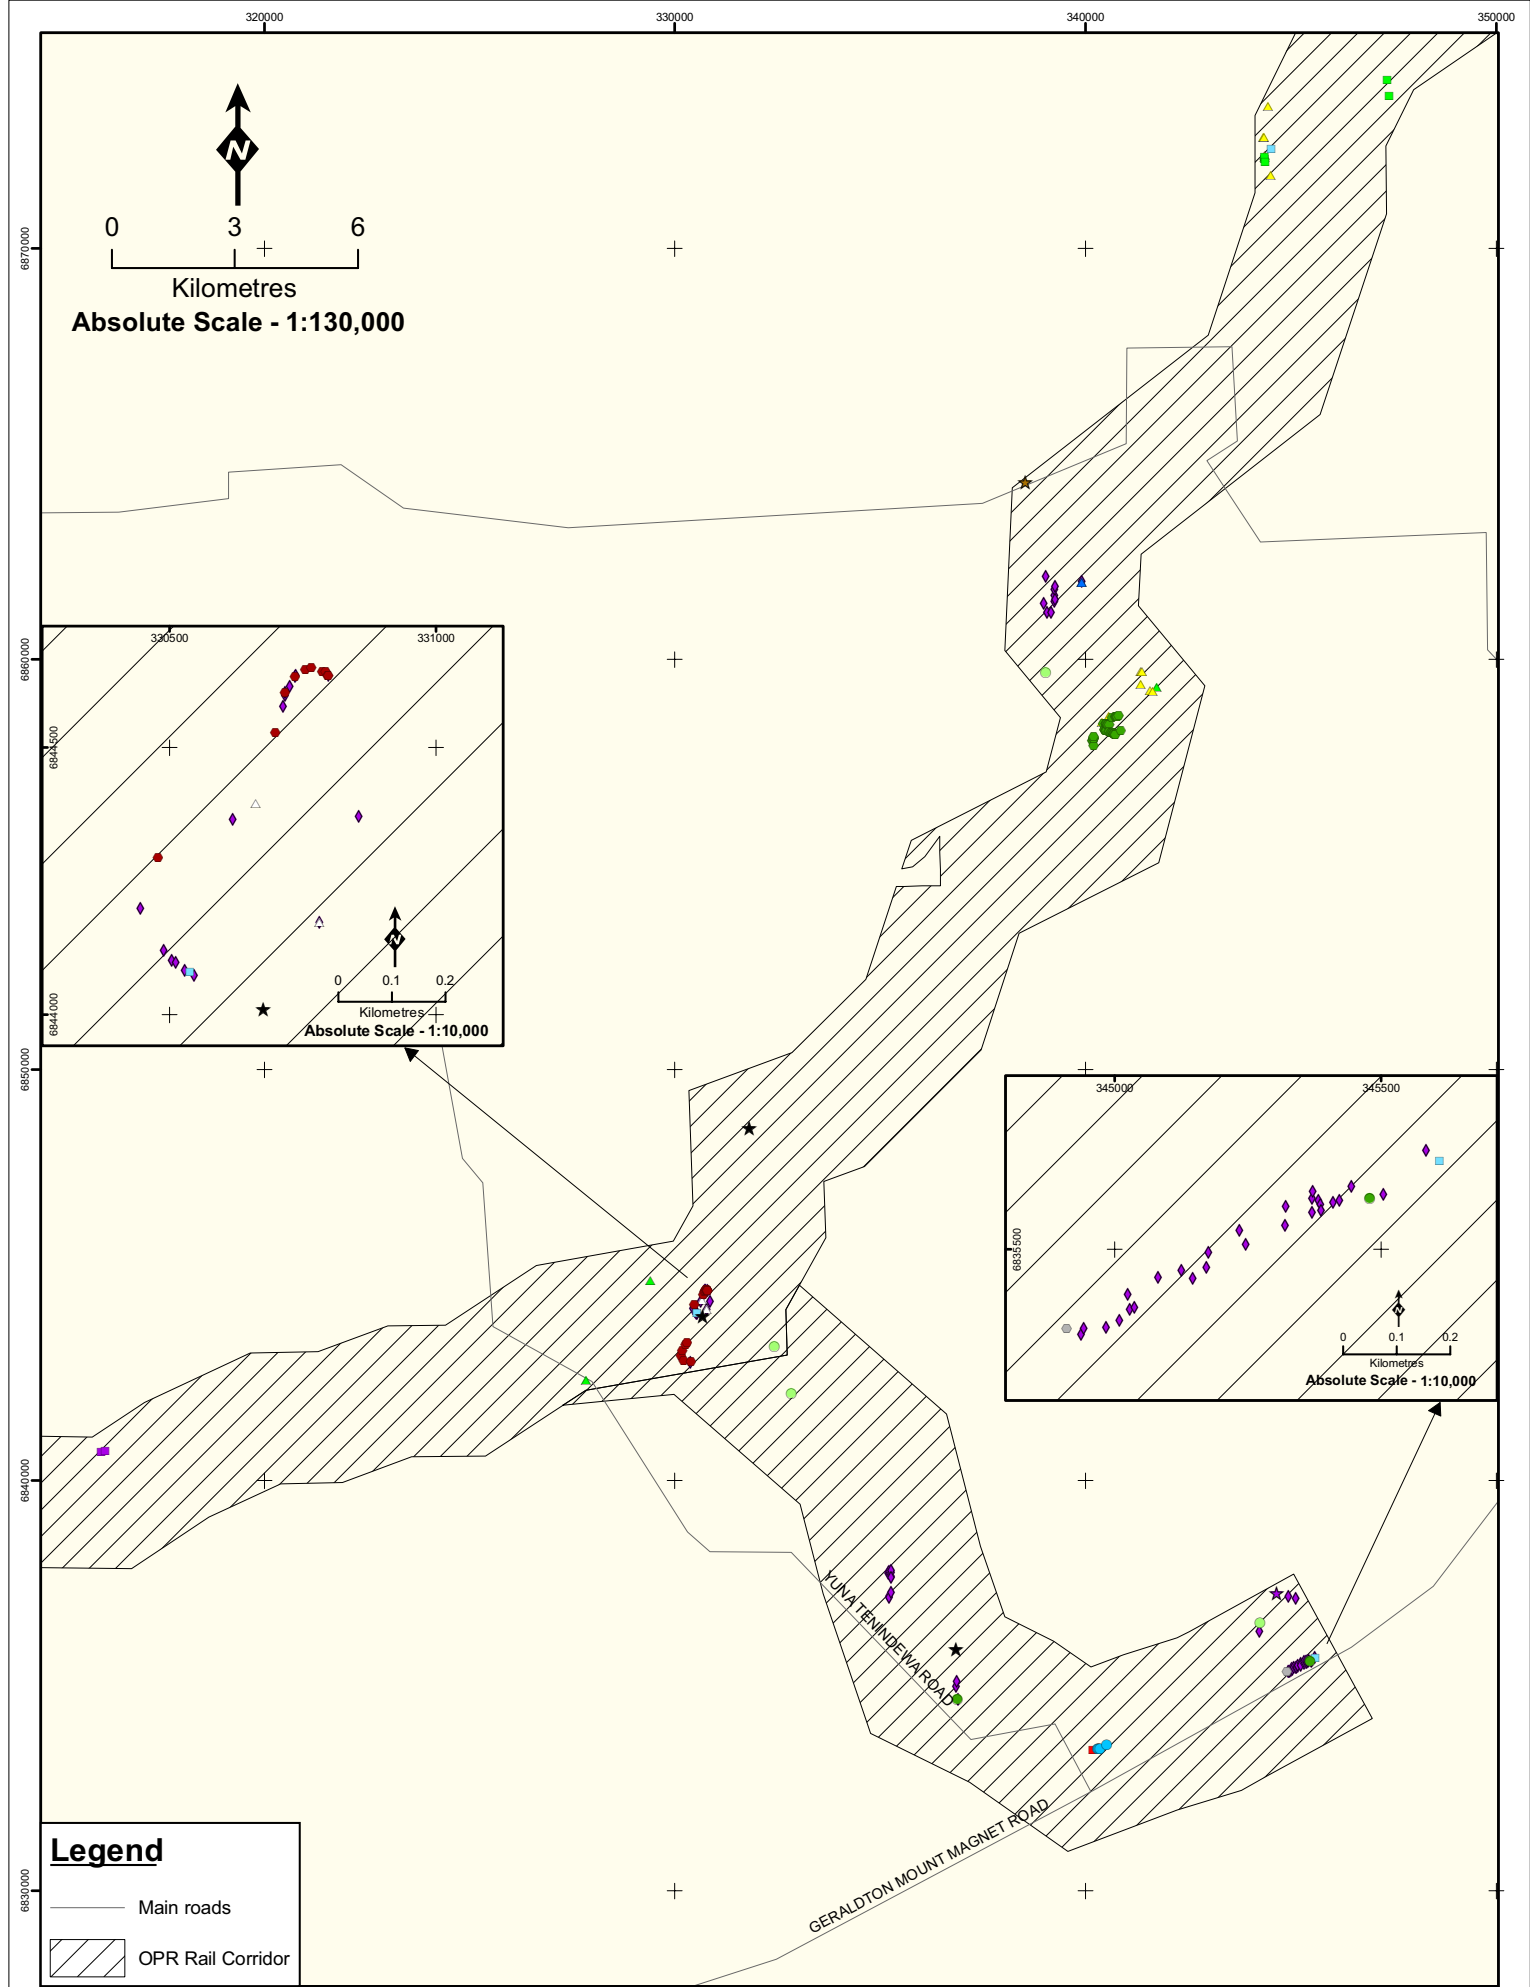 320000
330000
340000
350000
N
0 3 6
Kilometres
Absolute Scale - 1:130,000
6870000
6860000
6850000
6840000
6830000
330500
331000
6844500
6844000
N
0 0.1 0.2
Kilometres
Absolute Scale - 1:10,000
345000
345500
6835500
N
0 0.1 0.2
Kilometres
Absolute Scale - 1:10,000
YUNA TENINDEWA ROAD
GERALDTON MOUNT MAGNET ROAD
Legend
Main roads
OPR Rail Corridor